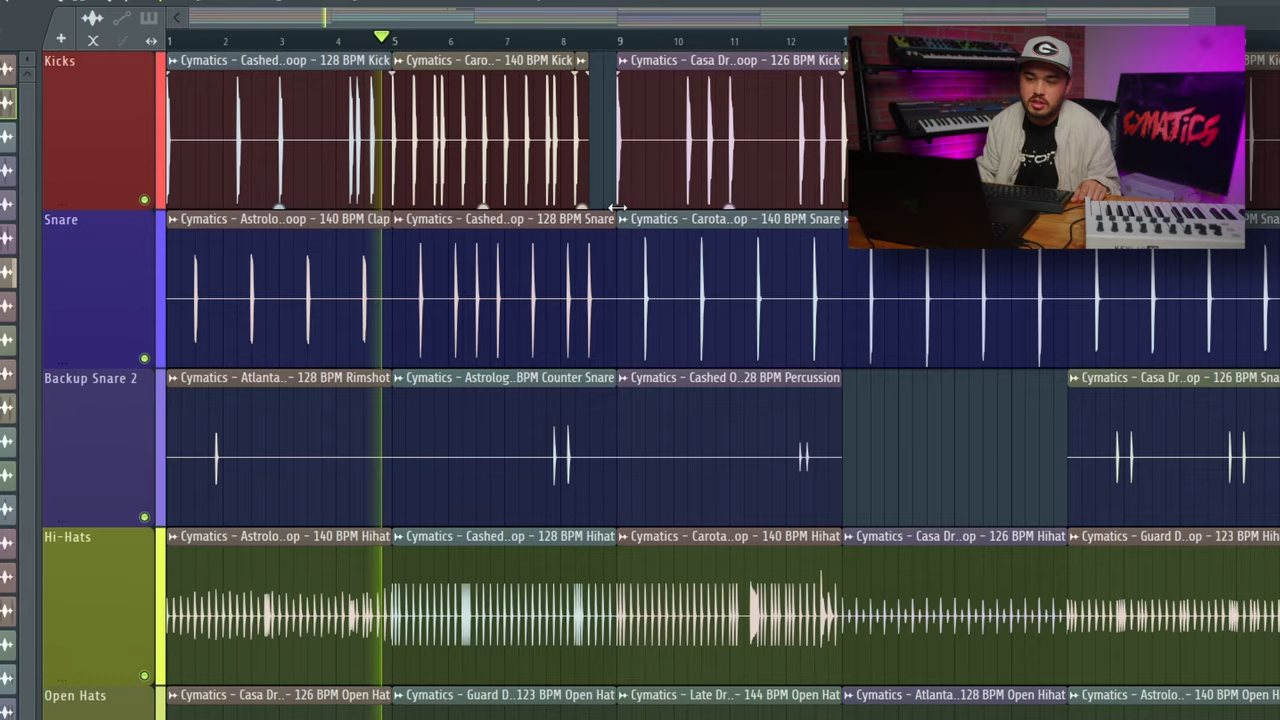 1 2 3 4 5 6 7 8 9 10 11 12
Kicks
Cymatics - Cashed..oop - 128 BPM Kick
Cymatics - Caro..- 140 BPM Kick
Cymatics - Casa Dr..oop - 126 BPM Kick
CYMATICS
Snare
Cymatics - Astrolo..oop - 140 BPM Clap
Cymatics - Cashed..op - 128 BPM Snare
Cymatics - Carota..op - 140 BPM Snare
Backup Snare 2
Cymatics - Atlanta..- 128 BPM Rimshot
Cymatics - Astrolog..BPM Counter Snare
Cymatics - Cashed O..28 BPM Percussion
Cymatics - Casa Dr..op - 126 BPM Sna
Hi-Hats
Cymatics - Astrolo..op - 140 BPM Hihat
Cymatics - Cashed..op - 128 BPM Hihat
Cymatics - Carota..op - 140 BPM Hihat
Cymatics - Casa Dr..op - 126 BPM Hihat
Cymatics - Guard D..oop - 123 BPM Hih
Open Hats
Cymatics - Casa Dr.. - 126 BPM Open Hat
Cymatics - Guard D..123 BPM Open Hat
Cymatics - Late Dr.. - 144 BPM Open Hat
Cymatics - Atlanta..128 BPM Open Hihat
Cymatics - Astrolo.. - 140 BPM Open H